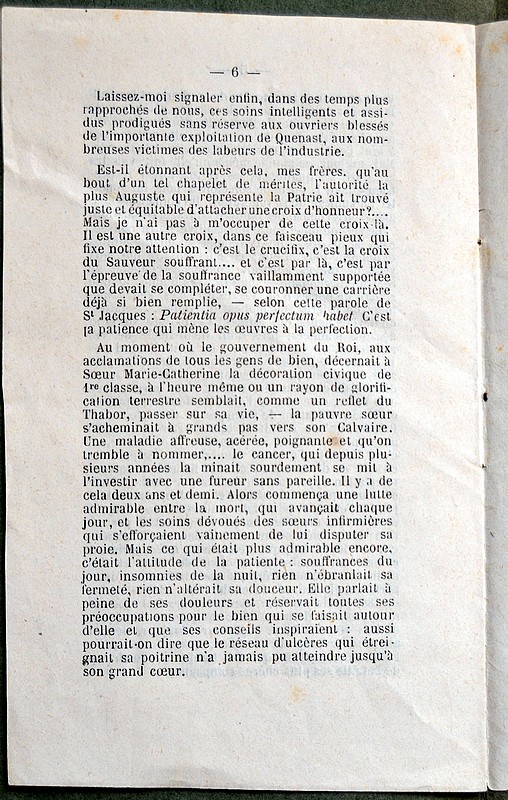 — 6 —
Laissez-moi signaler enfin, dans des temps plus
rapprochés de nous, ces soins intelligents et assi-
dus prodigués sans réserve aux ouvriers blessés
de l'importante exploitation de Quenast, aux nom-
breuses victimes des labeurs de l'industrie.
Est-il étonnant après cela, mes frères. qu'au
bout d'un tel chapelet de mérites, l'autorité la
plus Auguste qui représente la Patrie ait trouvé
juste et équitable d'attacher une croix d'honneur?....
Mais je n'ai pas à m'occuper de cette croix-là.
Il est une autre croix, dans ce faisceau pieux qui
fixe notre attention : c'est le crucifix, c'est la croix
du Sauveur souffrant.... et c'est par là, c'est par
l'épreuve de la souffrance vaillamment supportée
que devait se compléter, se couronner une carrière
déjà si bien remplie, — selon cette parole de
St Jacques : Patientia opus perfectum habet C'est
la patience qui mène les œuvres à la perfection.
Au moment où le gouvernement du Roi, aux
acclamations de tous les gens de bien, décernait à
Sœur Marie-Catherine la décoration civique de
1re classe, à l'heure même ou un rayon de glorifi-
cation terrestre semblait, comme un reflet du
Thabor, passer sur sa vie, — la pauvre sœur
s'acheminait à grands pas vers son Calvaire.
Une maladie affreuse, acérée, poignante et qu'on
tremble à nommer,.... le cancer, qui depuis plu-
sieurs années la minait sourdement se mit à
l'investir avec une fureur sans pareille. Il y a de
cela deux ans et demi. Alors commença une lutte
admirable entre la mort, qui avançait chaque
jour, et les soins dévoués des sœurs infirmières
qui s'efforçaient vainement de lui disputer sa
proie. Mais ce qui était plus admirable encore,
c'était l'attitude de la patiente : souffrances du
jour, insomnies de la nuit, rien n'ébranlait sa
fermeté, rien n'altérait sa douceur. Elle parlait à
peine de ses douleurs et réservait toutes ses
préoccupations pour le bien qui se faisait autour
d'elle et que ses conseils inspiraient : aussi
pourrait-on dire que le réseau d'ulcères qui étrei-
gnait sa poitrine n'a jamais pu atteindre jusqu'à
son grand cœur.